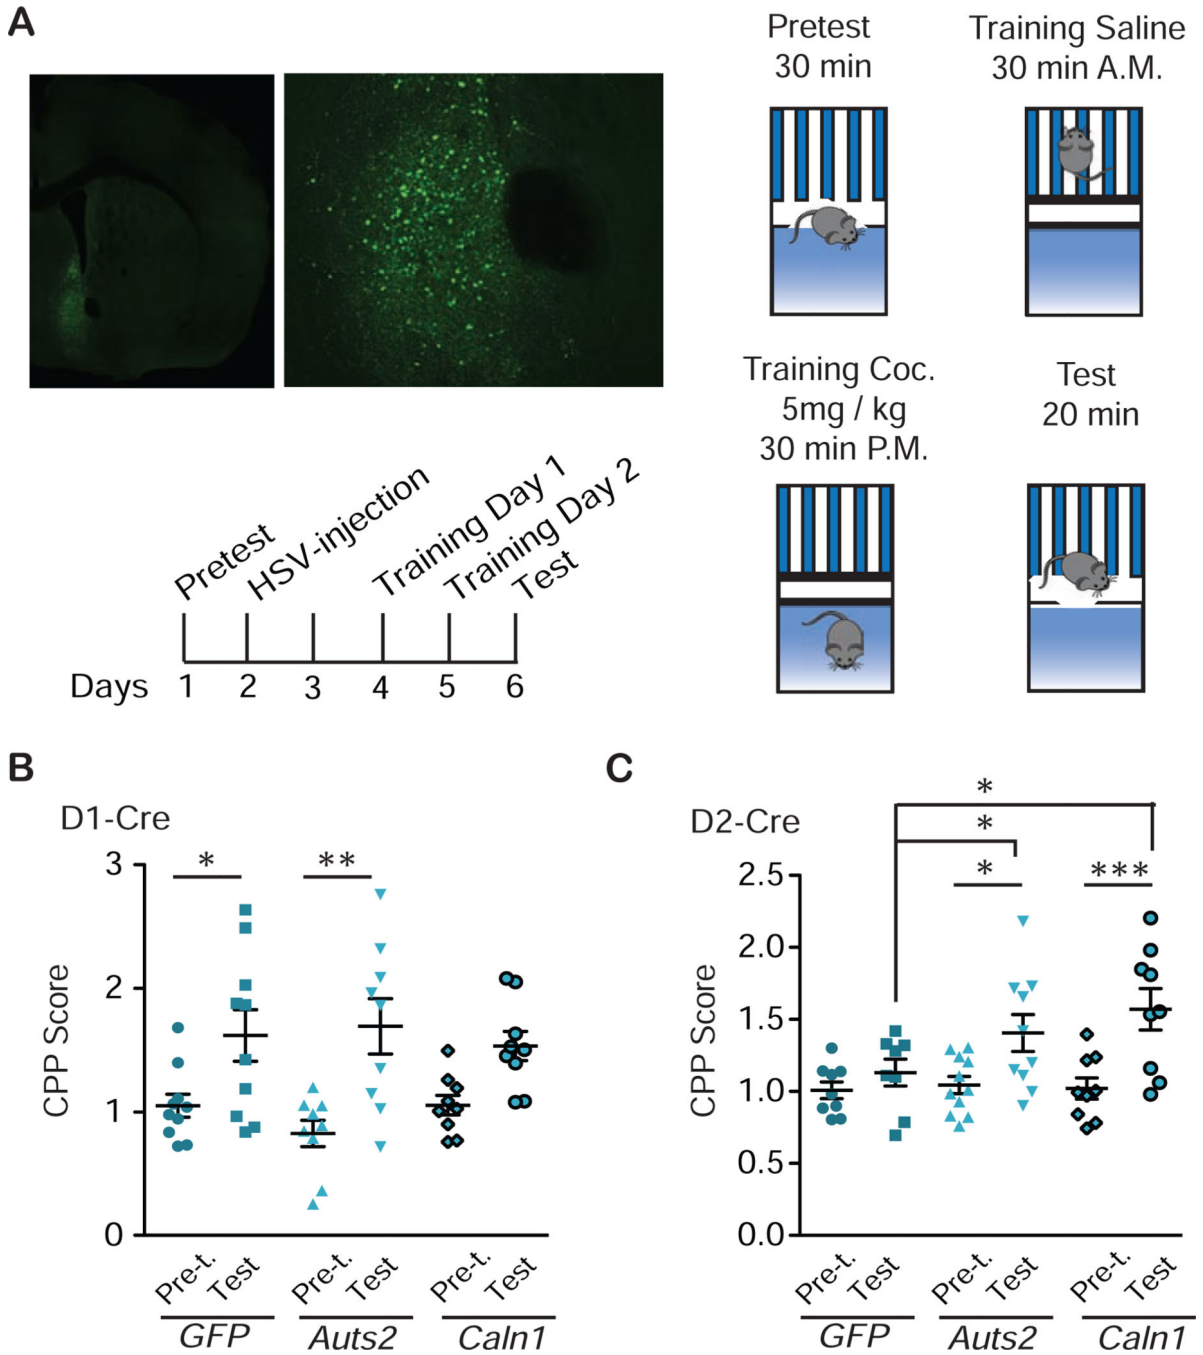 A
Pretest
30 min
Training Saline
30 min A.M.
Training Coc.
5mg / kg
30 min P.M.
Test
20 min
Pretest
HSV-injection
Training Day 1
Training Day 2
Test
Days 1 2 3 4 5 6
B
D1-Cre
CPP Score
3
2
1
0
* **
Pre-t. Test Pre-t. Test Pre-t. Test
GFP Auts2 Caln1
C
D2-Cre
CPP Score
2.5
2.0
1.5
1.0
0.5
0.0
*
*
* ***
Pre-t. Test Pre-t. Test Pre-t. Test
GFP Auts2 Caln1